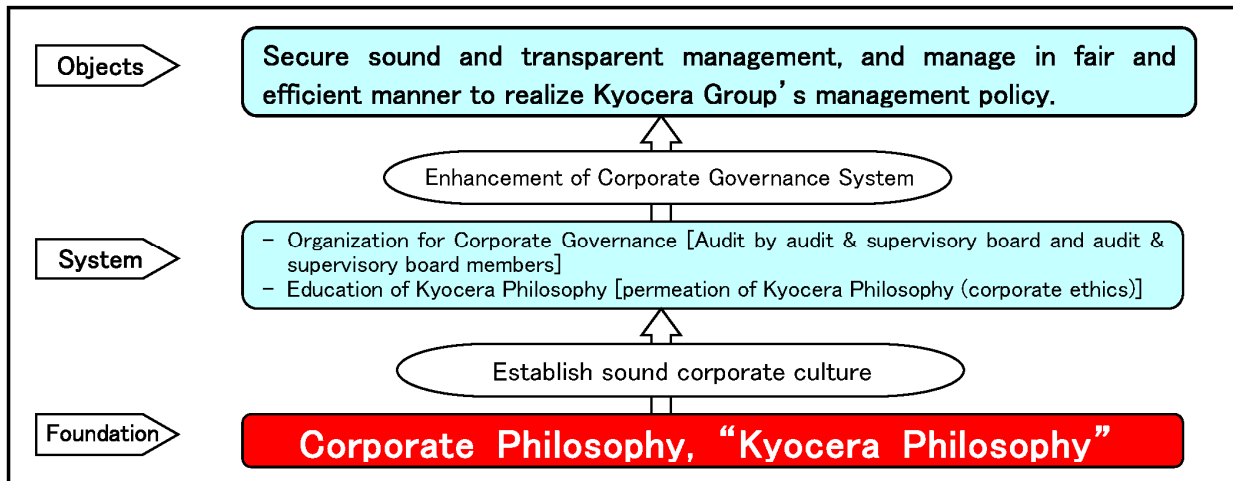 Objects
Secure sound and transparent management, and manage in fair and
efficient manner to realize Kyocera Group's management policy.
Enhancement of Corporate Governance System
System
- Organization for Corporate Governance [Audit by audit & supervisory board and audit &
supervisory board members]
- Education of Kyocera Philosophy [permeation of Kyocera Philosophy (corporate ethics)]
Establish sound corporate culture
Foundation
Corporate Philosophy, “Kyocera Philosophy”